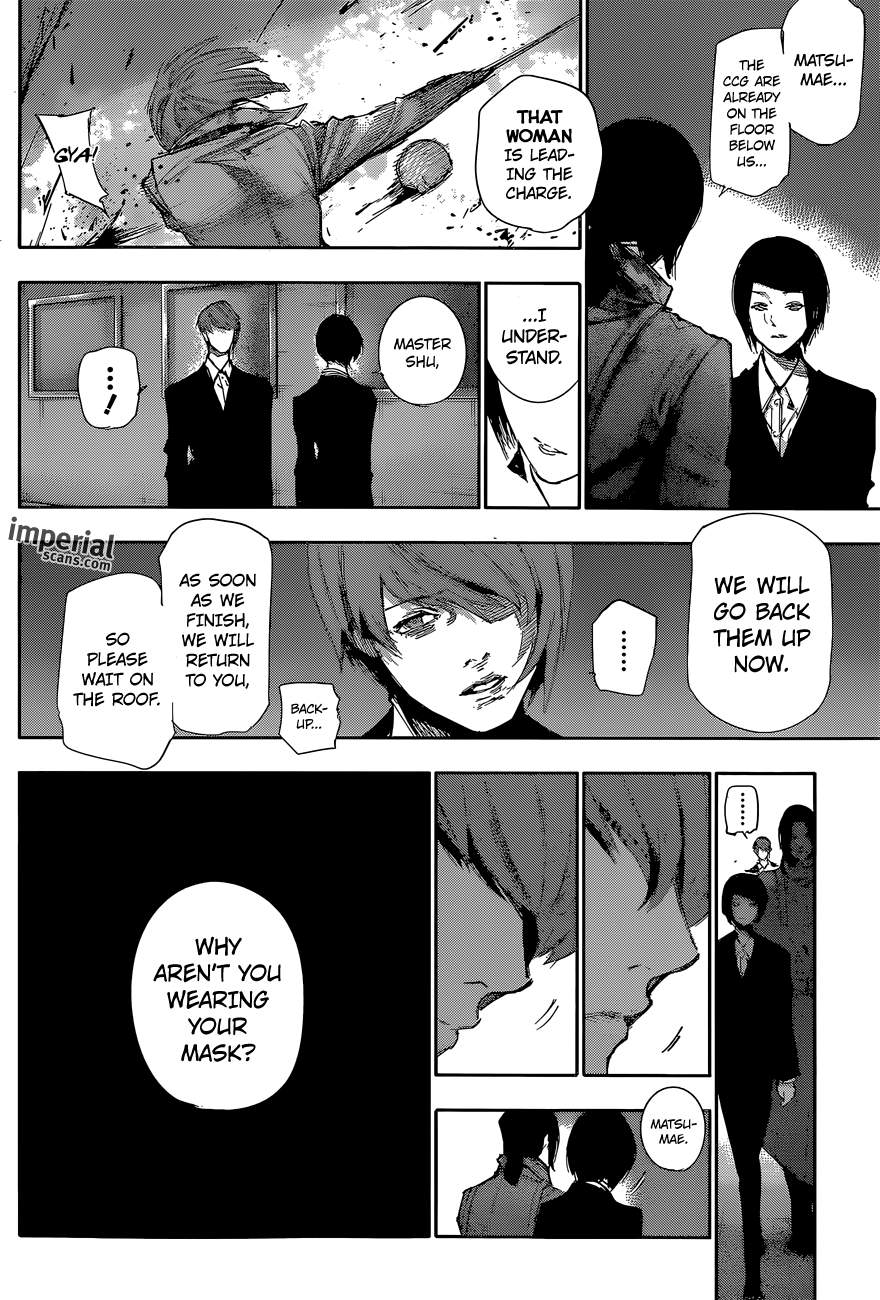 MATSU-
MAE...
THE
CCG ARE
ALREADY
ON THE
FLOOR
BELOW
US...
THAT
WOMAN
IS LEAD-
ING THE
CHARGE.
GYA!
...I
UNDER-
STAND.
MASTER
SHU,
...!
WE WILL
GO BACK
THEM UP
NOW.
....
BACK-
UP...
AS SOON
AS WE
FINISH,
WE WILL
RETURN
TO YOU,
SO
PLEASE
WAIT ON
THE ROOF.
imperial
scans.com
......
MATSU-
MAE.
WHY
AREN'T YOU
WEARING
YOUR
MASK?